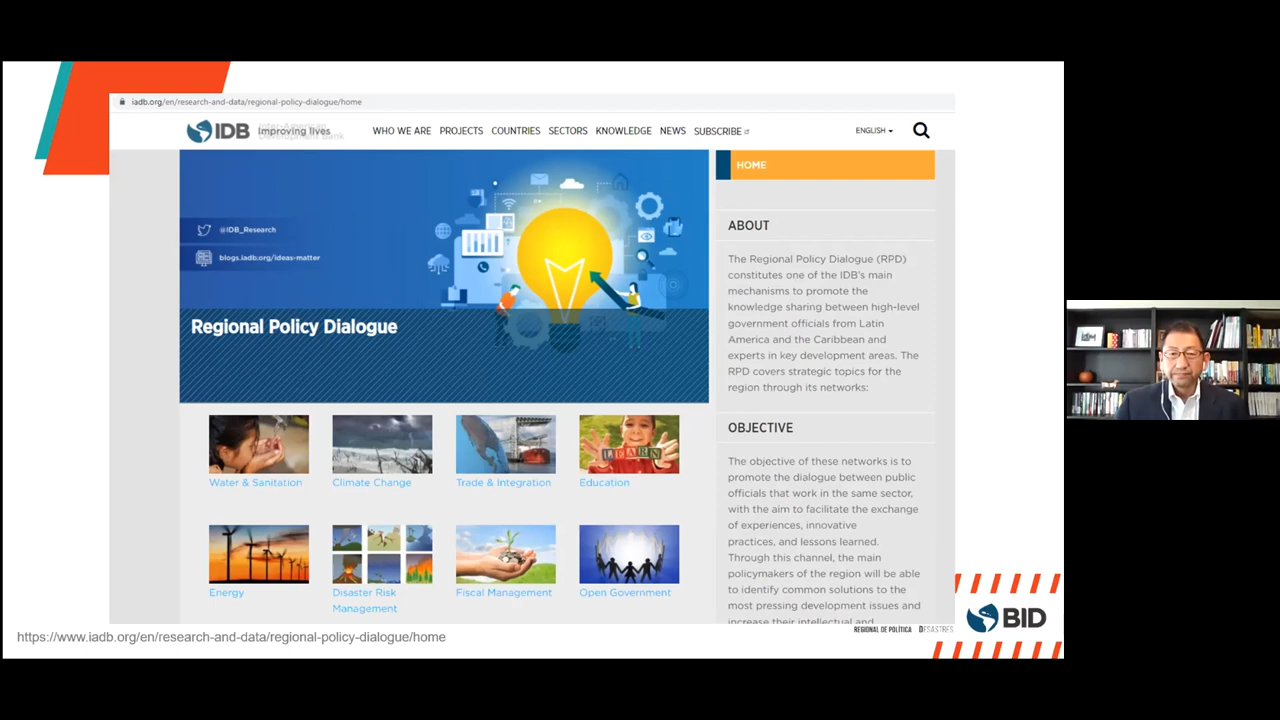 iadb.org/en/research-and-data/regional-policy-dialogue/home
IDB Improving lives
WHO WE ARE PROJECTS COUNTRIES SECTORS KNOWLEDGE NEWS SUBSCRIBE
ENGLISH
HOME
@IDB_Research
blogs.iadb.org/ideas-matter
Regional Policy Dialogue
Water & Sanitation
Climate Change
Trade & Integration
LEARN
Education
Energy
Disaster Risk
Management
Fiscal Management
Open Government
ABOUT
The Regional Policy Dialogue (RPD)
constitutes one of the IDB's main
mechanisms to promote the
knowledge sharing between high-level
government officials from Latin
America and the Caribbean and
experts in key development areas. The
RPD covers strategic topics for the
region through its networks:
OBJECTIVE
The objective of these networks is to
promote the dialogue between public
officials that work in the same sector,
with the aim to facilitate the exchange
of experiences, innovative
practices, and lessons learned.
Through this channel, the main
policymakers of the region will be able
to identify common solutions to the
most pressing development issues and
increase their intellectual and
https://www.iadb.org/en/research-and-data/regional-policy-dialogue/home
REGIONAL DE POLÍTICA DESASTRES
BID